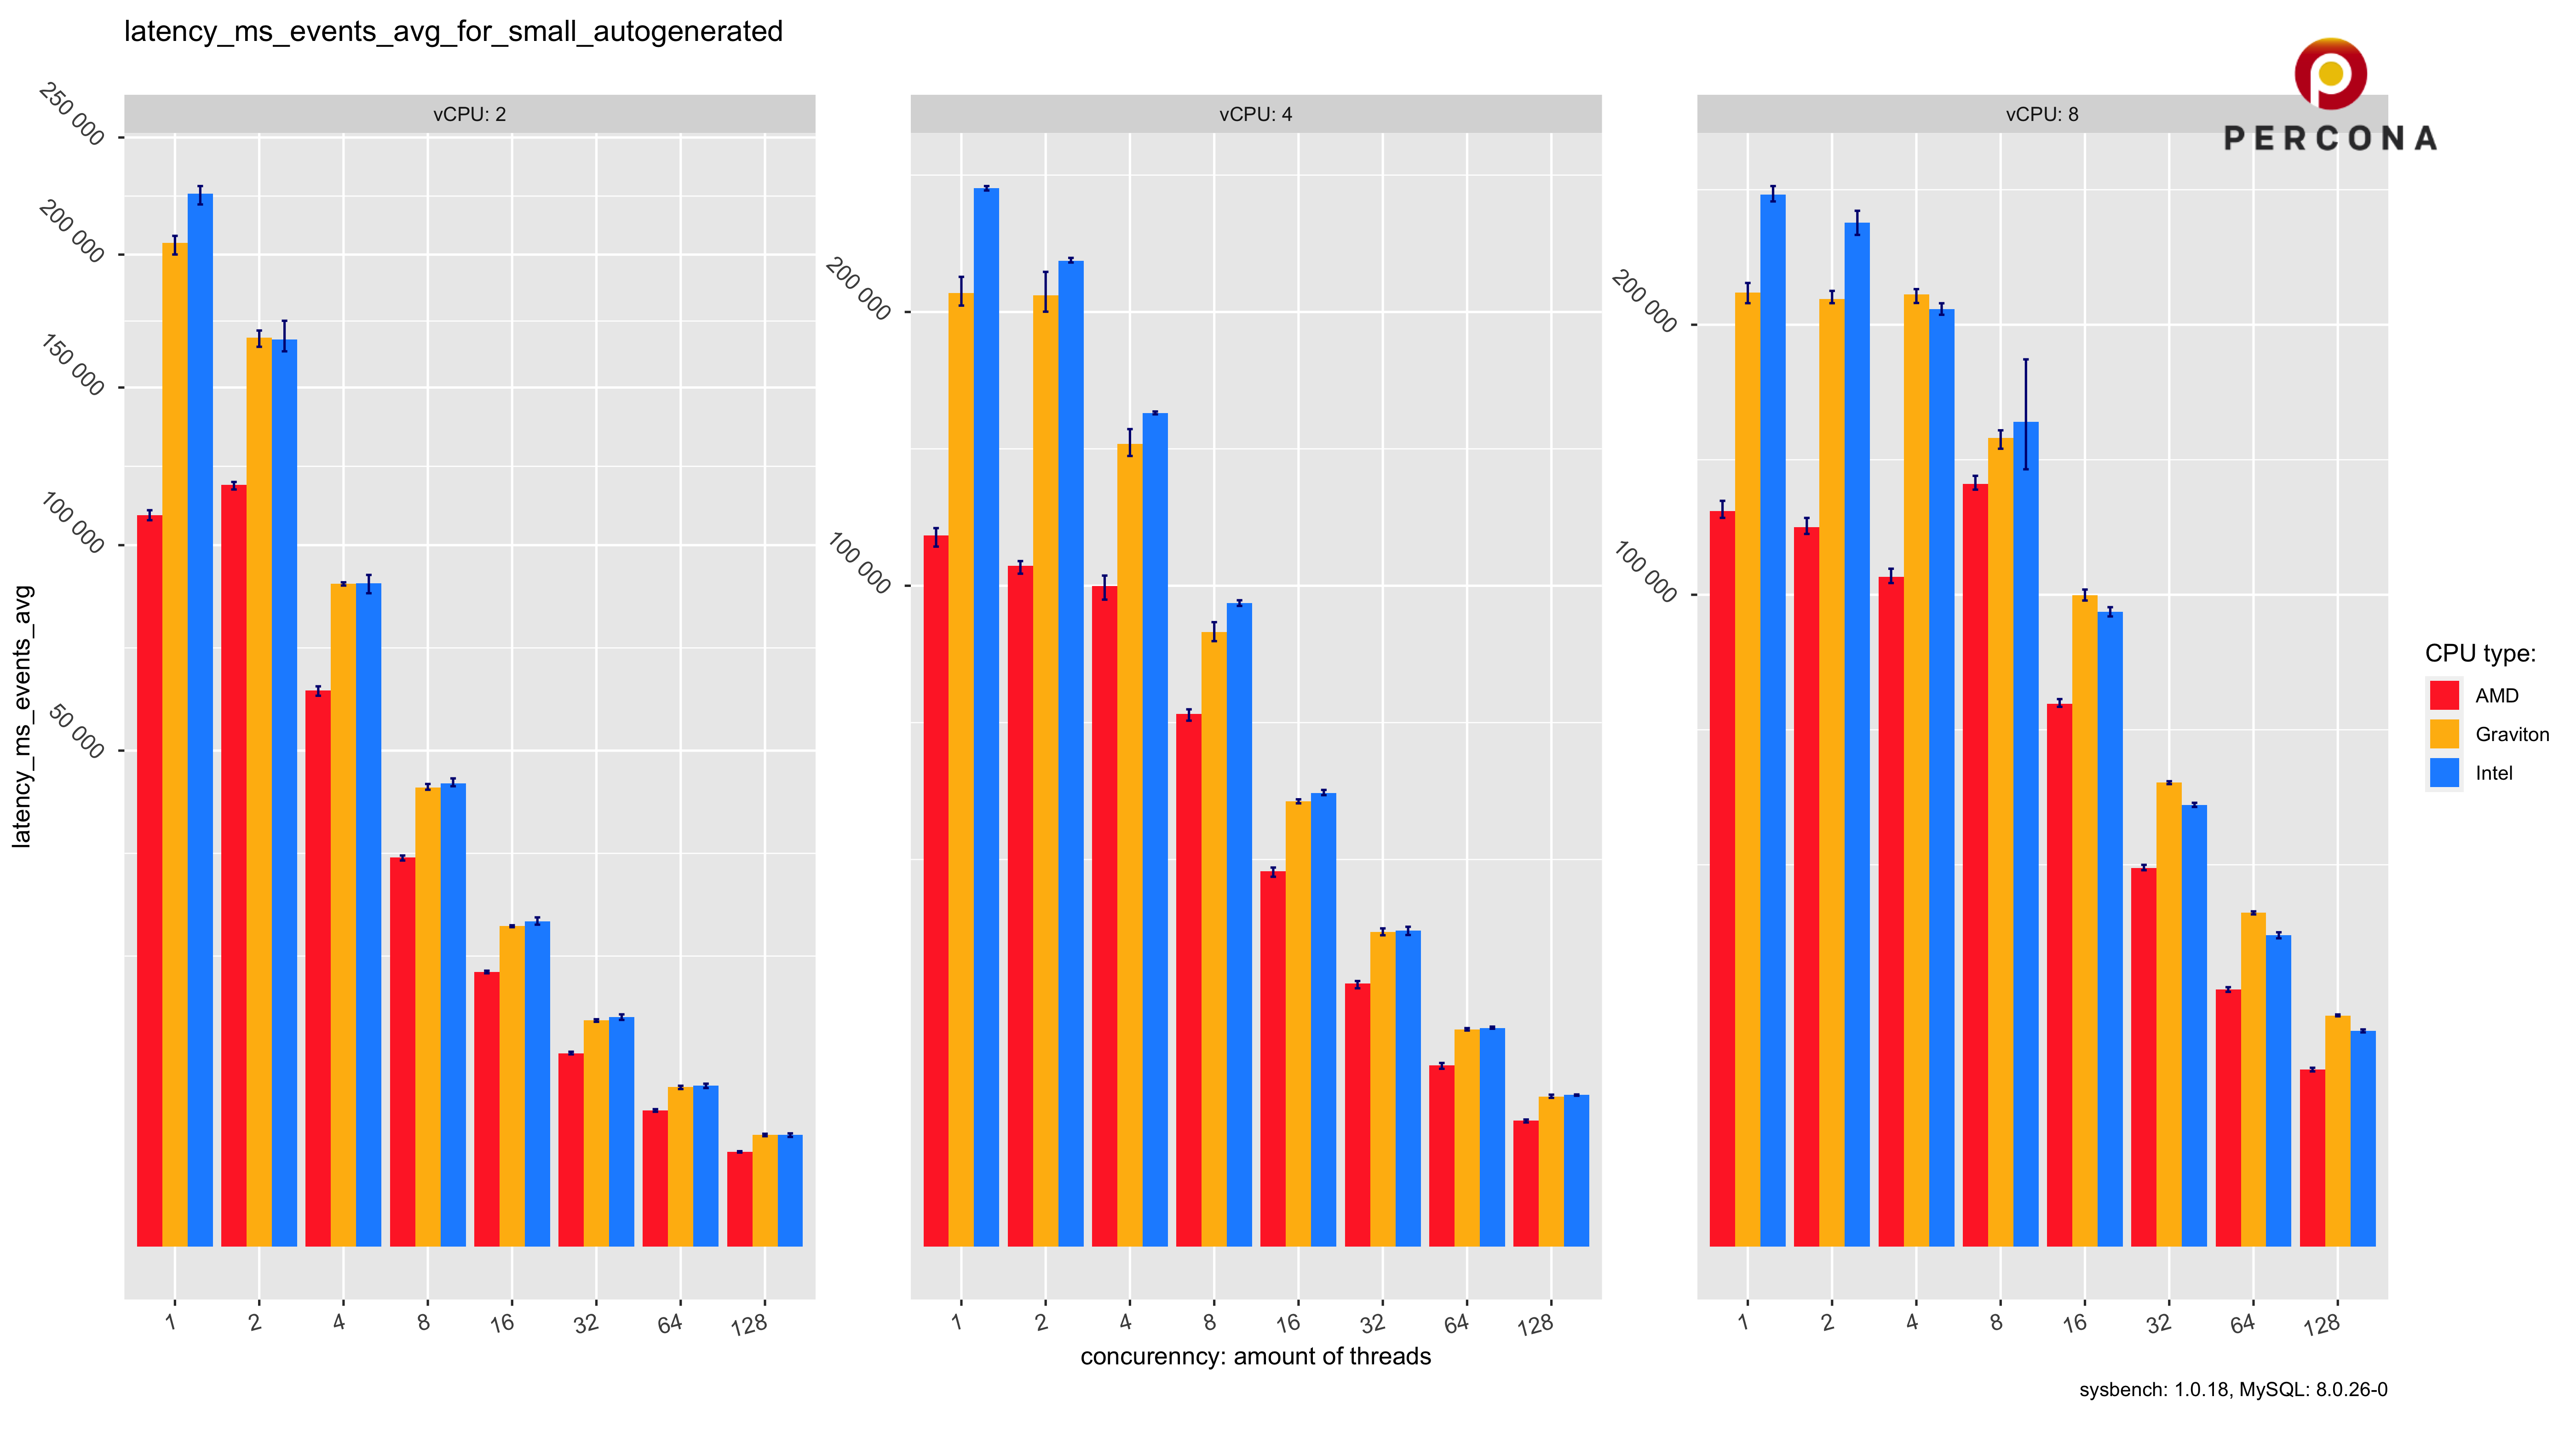 latency_ms_events_avg_for_small_autogenerated
PERCONA
vCPU: 2
vCPU: 4
vCPU: 8
latency_ms_events_avg
250 000
200 000
150 000
100 000
50 000
200 000
100 000
200 000
100 000
1 2 4 8 16 32 64 128
1 2 4 8 16 32 64 128
1 2 4 8 16 32 64 128
concurenncy: amount of threads
CPU type:
AMD
Graviton
Intel
sysbench: 1.0.18, MySQL: 8.0.26-0